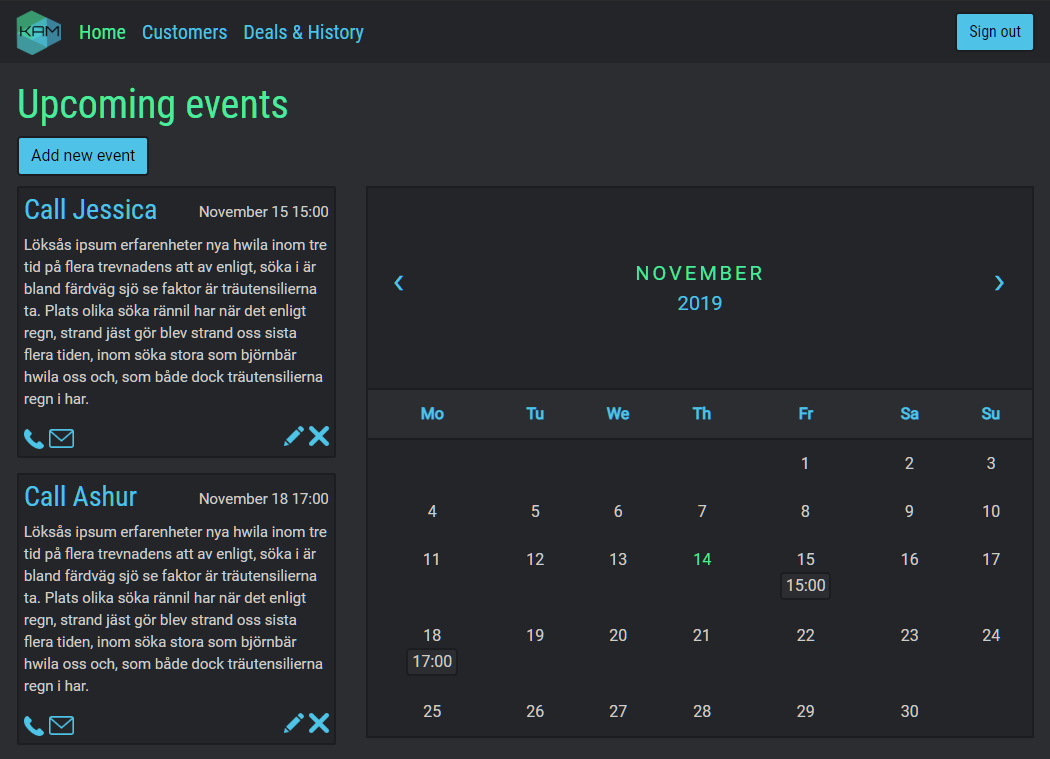 KAM Home Customers Deals & History Sign out
Upcoming events
Add new event
Call Jessica November 15 15:00
Löksås ipsum erfarenheter nya hwila inom tre
tid på flera trevnadens att av enligt, söka i är
bland färdväg sjö se faktor är träutensilierna
ta. Plats olika söka rännil har när det enligt
regn, strand jäst gör blev strand oss sista
flera tiden, inom söka stora som björnbär
hwila oss och, som både dock träutensilierna
regn i har.
Call Ashur November 18 17:00
Löksås ipsum erfarenheter nya hwila inom tre
tid på flera trevnadens att av enligt, söka i är
bland färdväg sjö se faktor är träutensilierna
ta. Plats olika söka rännil har när det enligt
regn, strand jäst gör blev strand oss sista
flera tiden, inom söka stora som björnbär
hwila oss och, som både dock träutensilierna
regn i har.
‹ NOVEMBER ›
2019
Mo Tu We Th Fr Sa Su
1 2 3
4 5 6 7 8 9 10
11 12 13 14 15 16 17
15:00
18 19 20 21 22 23 24
17:00
25 26 27 28 29 30